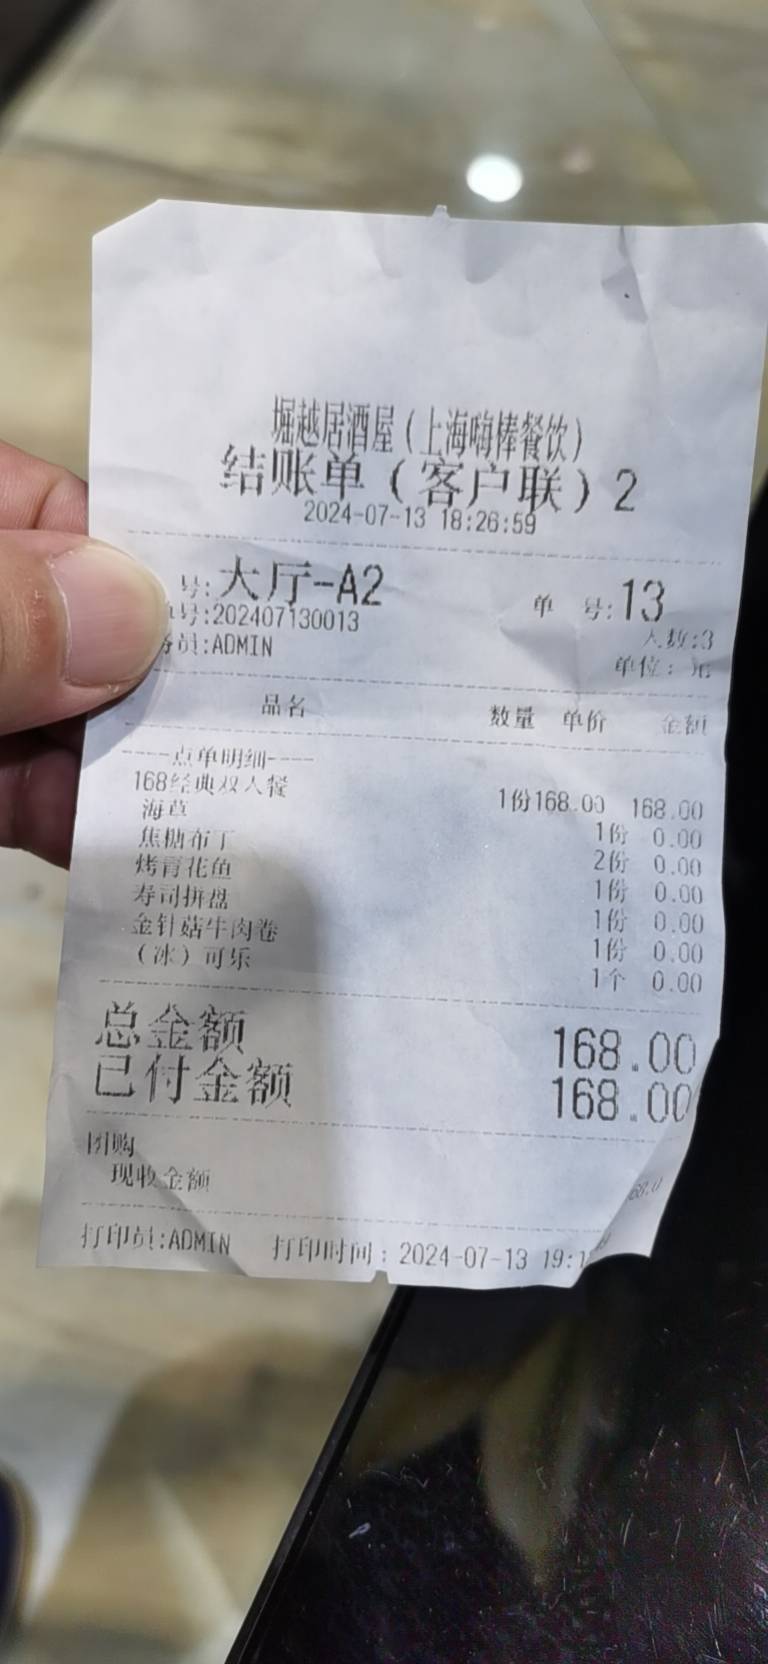 堀越居酒屋（上海嗨棒餐饮）
结账单（客户联）2
2024-07-13 18:26:59
号:大厅-A2 单 号:13
单号:202407130013 人数:3
务员:ADMIN 单位: 元
品名 数量 单价 金额
----点单明细----
168经典双人餐 1份168.00 168.00
海草 1份 0.00
焦糖布丁 2份 0.00
烤青花鱼 1份 0.00
寿司拼盘 1份 0.00
金针菇牛肉卷 1份 0.00
（冰）可乐 1个 0.00
总金额 168.00
已付金额 168.00
团购
现收金额 68.0
打印员:ADMIN 打印时间：2024-07-13 19:1